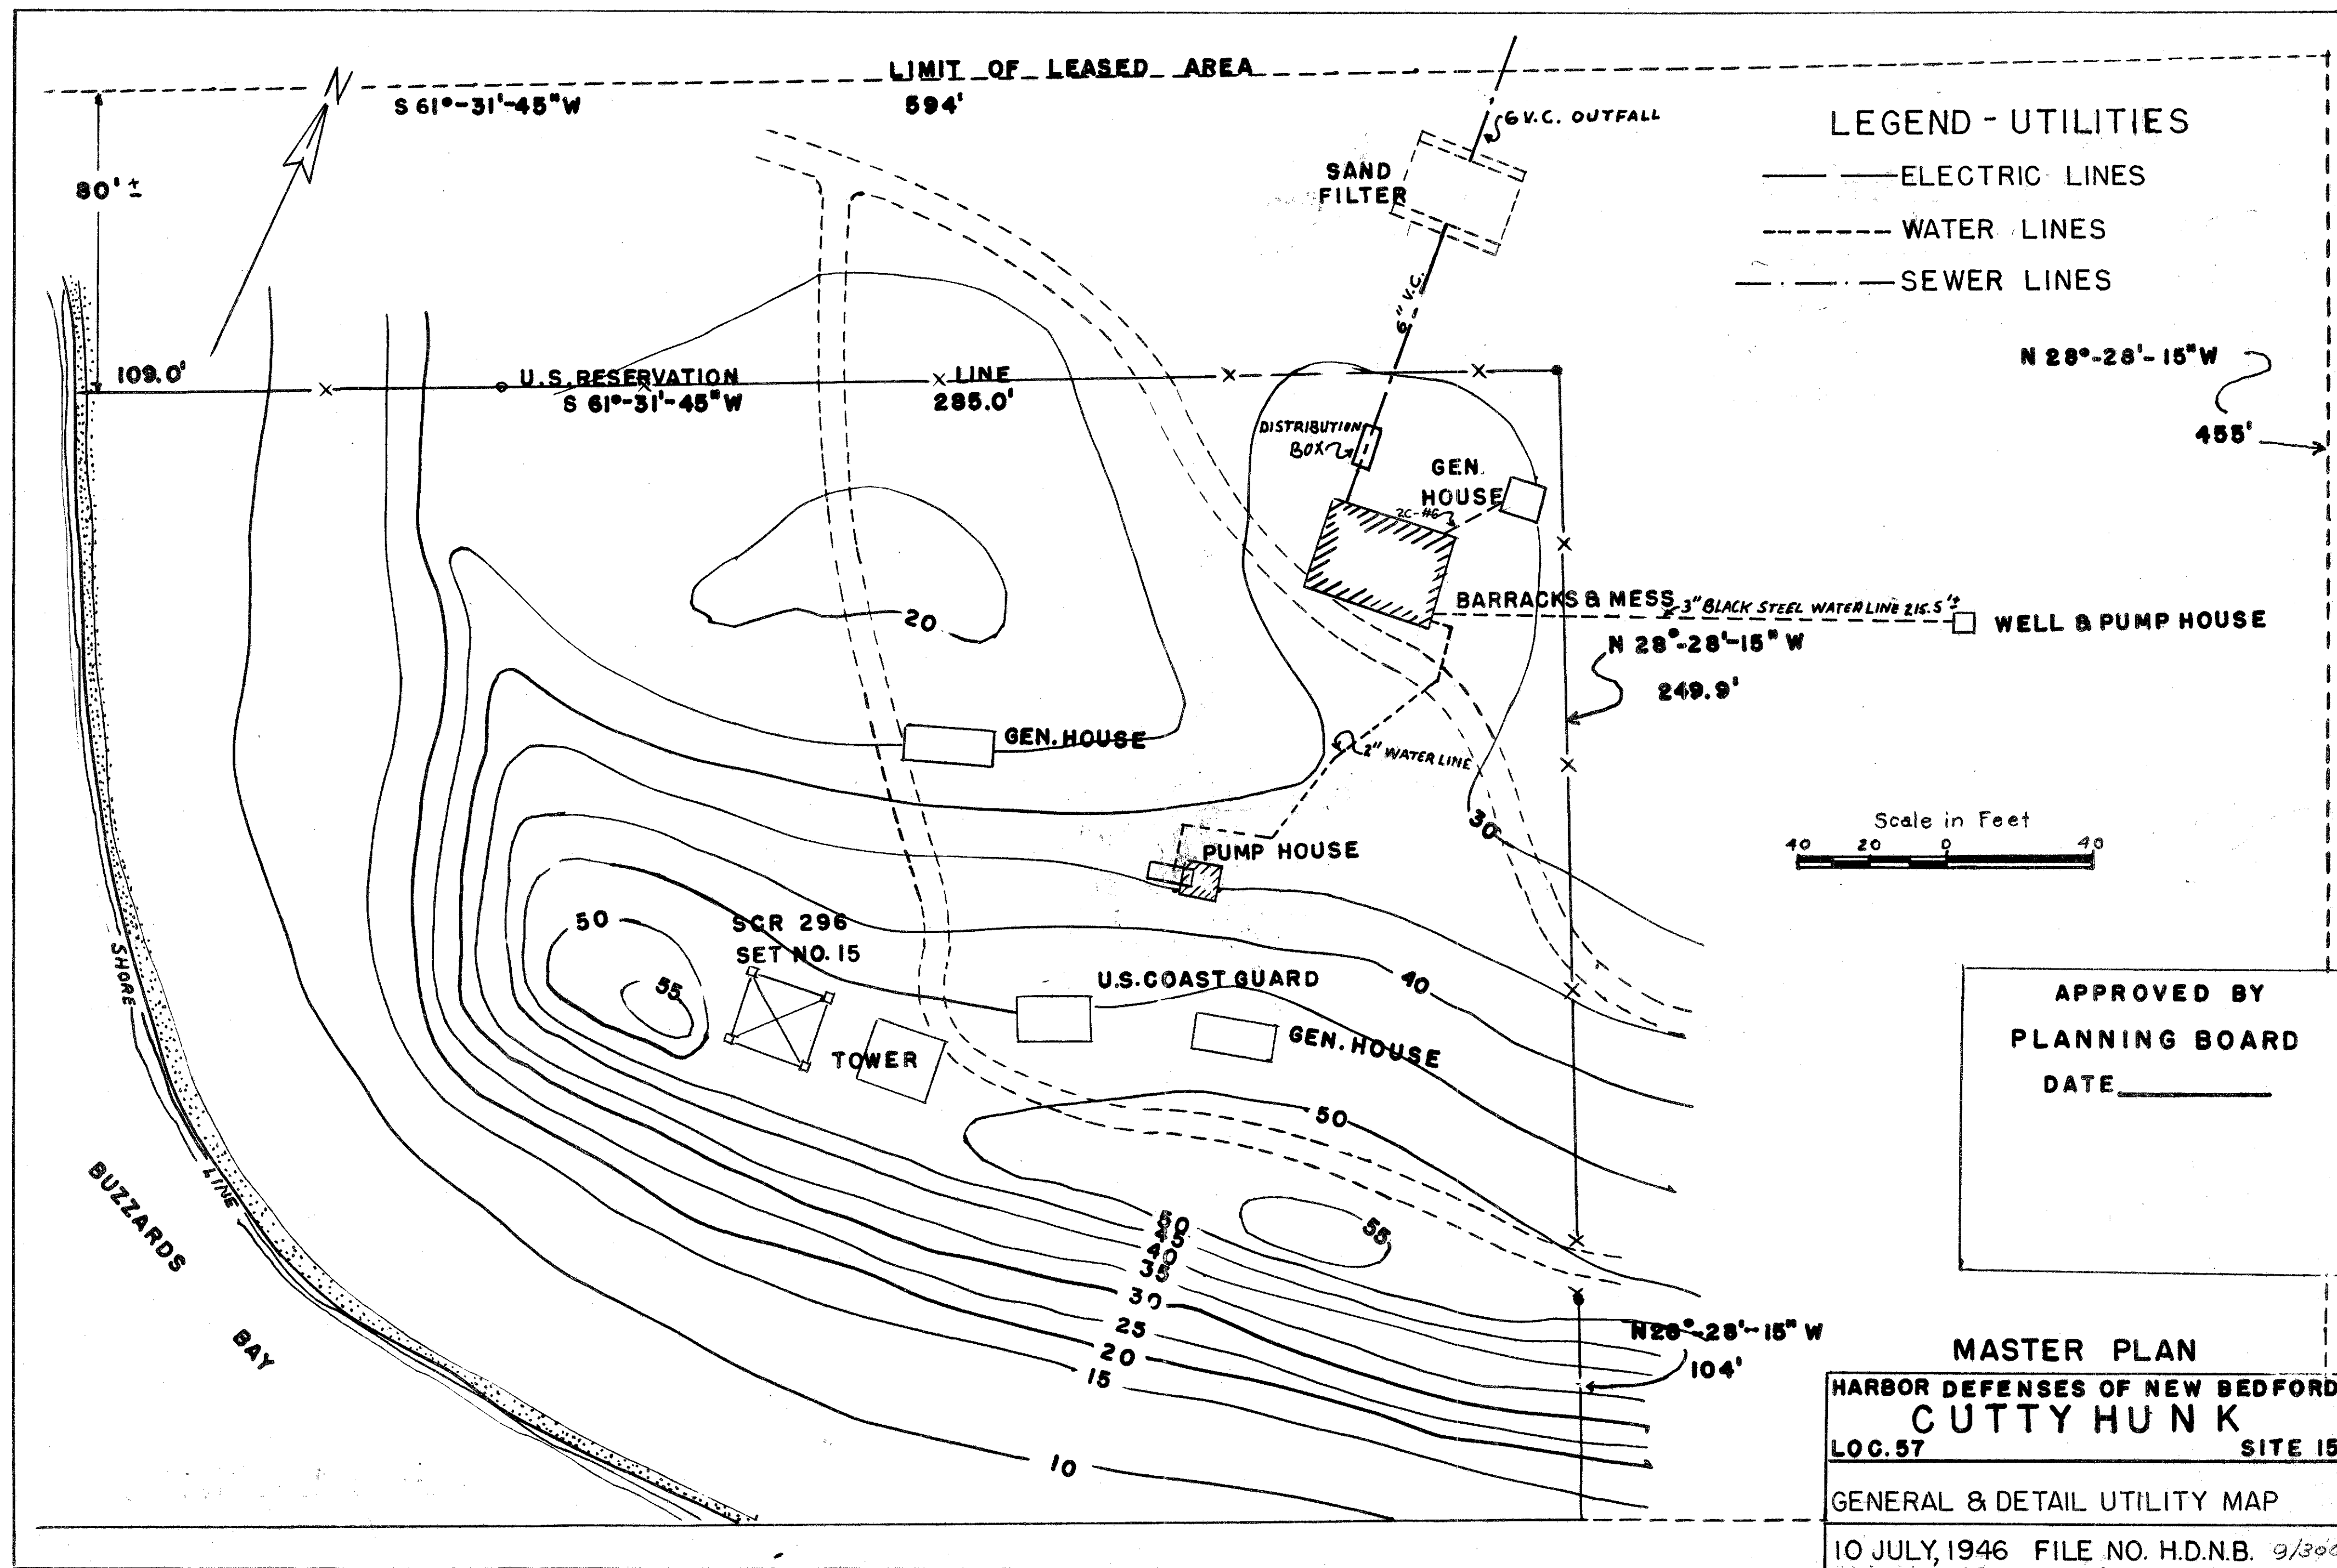 LIMIT OF LEASED AREA
N
S 61°-31'-45" W
594'
6 V.C. OUTFALL
80' ±
SAND
FILTER
LEGEND - UTILITIES
ELECTRIC LINES
WATER LINES
SEWER LINES
6" V.C.
109.0'
U.S. RESERVATION LINE
S 61°-31'-45" W
285.0'
N 28°-28'-15" W
455'
DISTRIBUTION
BOX
GEN.
HOUSE
2C-#6
20
BARRACKS & MESS
3" BLACK STEEL WATER LINE 215.5'±
WELL & PUMP HOUSE
N 28°-28'-15" W
249.9'
GEN. HOUSE
2" WATER LINE
30
Scale in Feet
40 20 0 40
PUMP HOUSE
50
SCR 296
SET NO. 15
55
SHORE
LINE
U.S. COAST GUARD
40
TOWER
GEN. HOUSE
50
APPROVED BY
PLANNING BOARD
DATE
BUZZARDS
BAY
50
45
40
35
30
25
20
15
10
55
N 28°-28'-15" W
104'
MASTER PLAN
HARBOR DEFENSES OF NEW BEDFORD
CUTTY HUNK
LOC. 57 SITE 15
GENERAL & DETAIL UTILITY MAP
10 JULY, 1946 FILE NO. H.D.N.B.